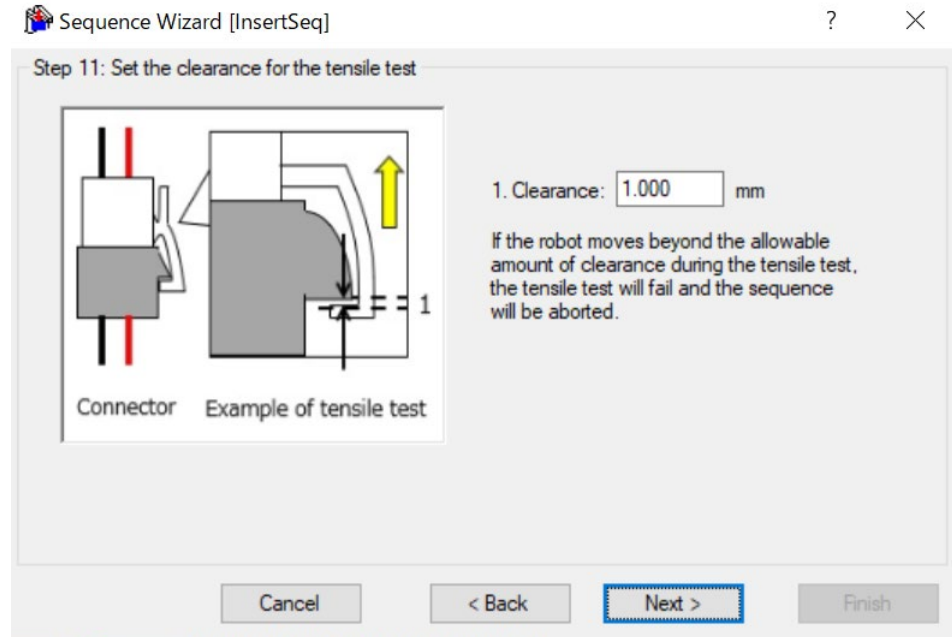 Sequence Wizard [InsertSeq]
?
Step 11: Set the clearance for the tensile test
1. Clearance: 1.000 mm
If the robot moves beyond the allowable
amount of clearance during the tensile test,
the tensile test will fail and the sequence
will be aborted.
1
Connector Example of tensile test
Cancel < Back Next > Finish